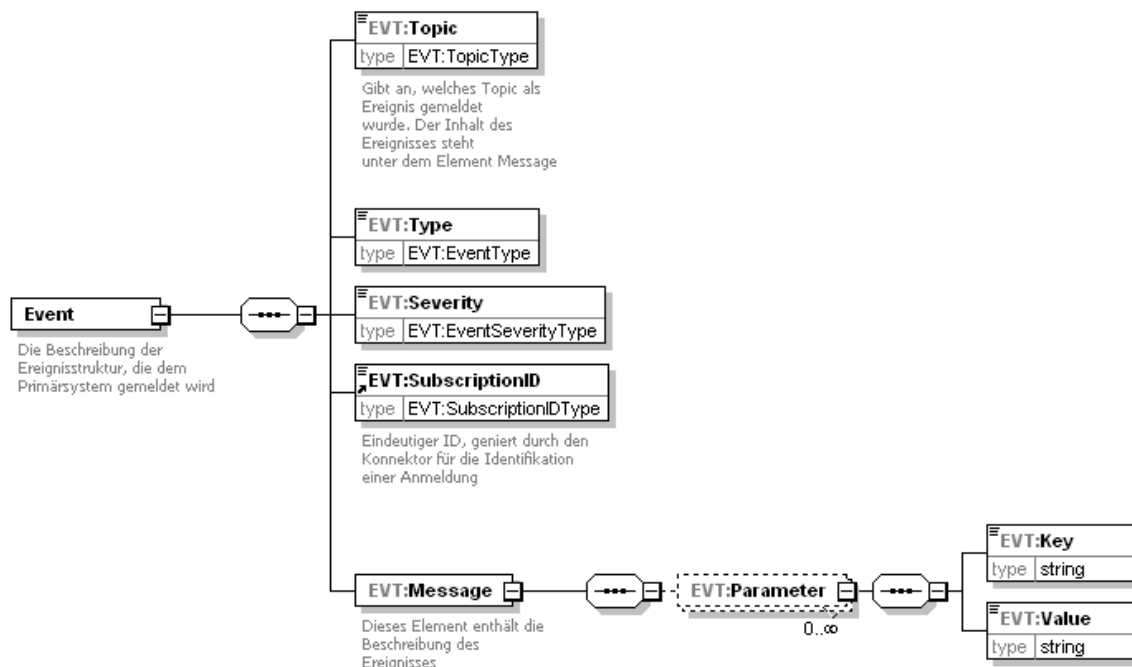 EVT:Topic
type EVT:TopicType
Gibt an, welches Topic als
Ereignis gemeldet
wurde. Der Inhalt des
Ereignisses steht
unter dem Element Message
EVT:Type
type EVT:EventType
Event
Die Beschreibung der
Ereignisstruktur, die dem
Primärsystem gemeldet wird
EVT:Severity
type EVT:EventSeverityType
EVT:SubscriptionID
type EVT:SubscriptionIDType
Eindeutiger ID, geniert durch den
Konnektor für die Identifikation
einer Anmeldung
EVT:Message
Dieses Element enthält die
Beschreibung des
Ereignisses
EVT:Parameter
0..∞
EVT:Key
type string
EVT:Value
type string